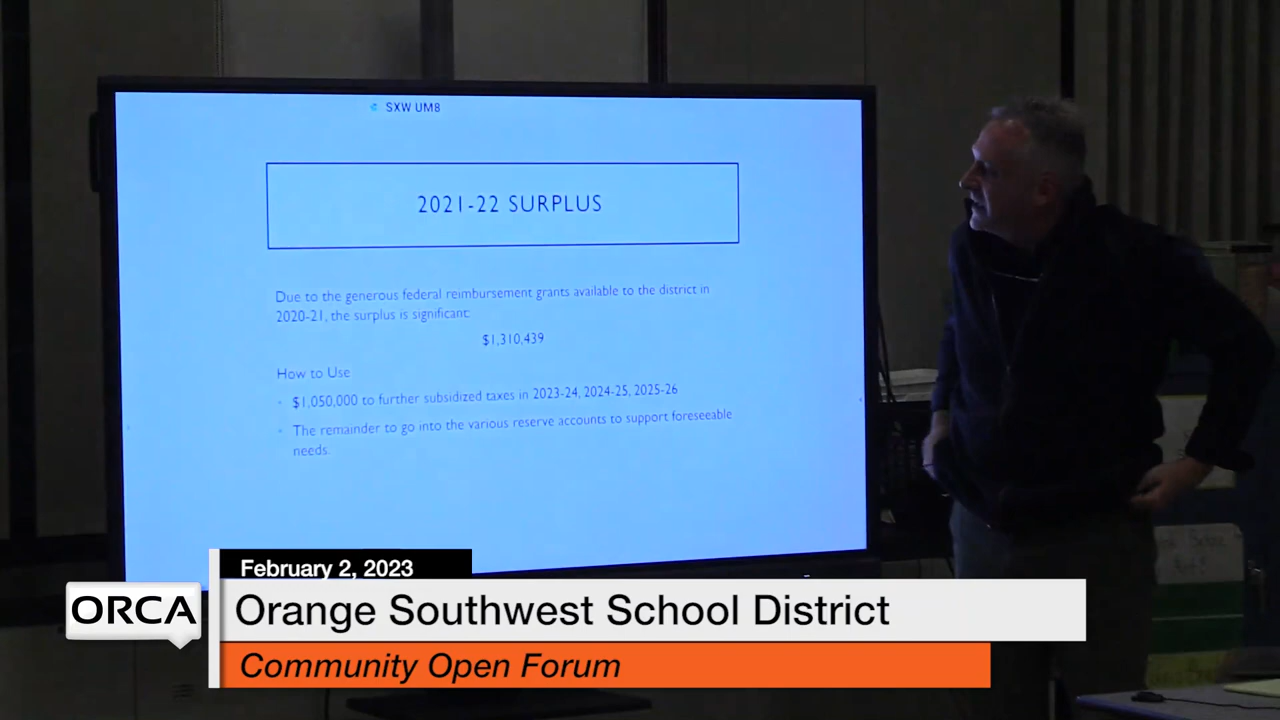 SXW UM8
2021-22 SURPLUS
Due to the generous federal reimbursement grants available to the district in
2020-21, the surplus is significant:
$1,310,439
How to Use
$1,050,000 to further subsidized taxes in 2023-24, 2024-25, 2025-26
The remainder to go into the various reserve accounts to support foreseeable
needs.
February 2, 2023
ORCA
Orange Southwest School District
Community Open Forum